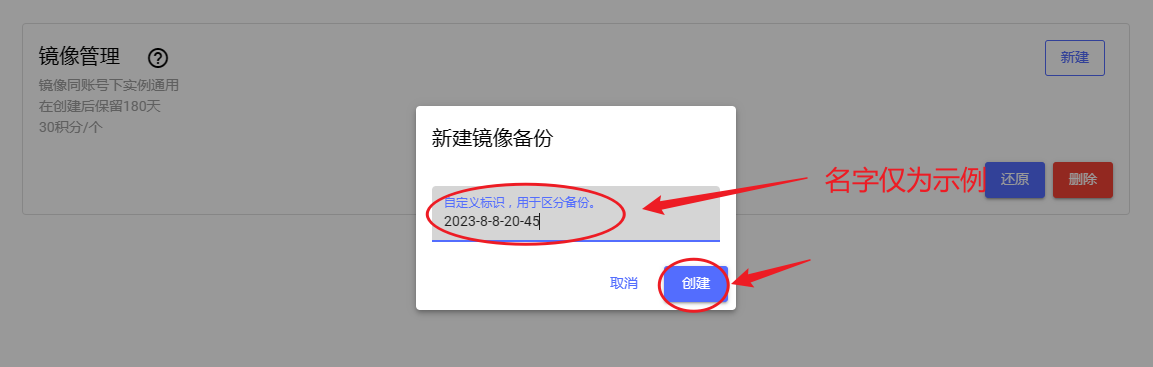 镜像管理
新建
镜像同账号下实例通用
在创建后保留180天
30积分/个
新建镜像备份
自定义标识，用于区分备份。
2023-8-8-20-45
名字仅为示例
还原
删除
取消
创建